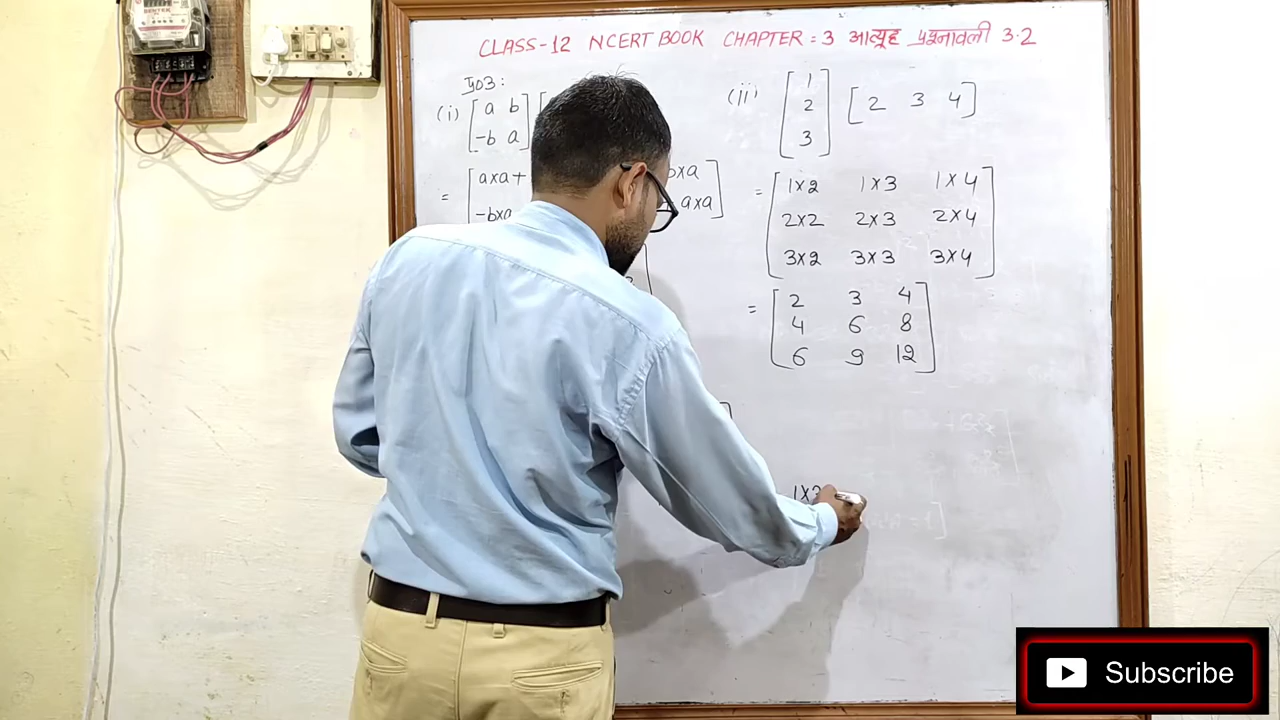 CLASS-12 NCERT BOOK CHAPTER = 3 आव्यूह प्रश्नावली 3.2
प्र03:
(i) [ a b ] [
[ -b a ]
= [ axa+ bxa ]
[ -bxa axa ]
(ii) [ 1 ] [ 2 3 4 ]
[ 2 ]
[ 3 ]
= [ 1x2 1x3 1x4 ]
[ 2x2 2x3 2x4 ]
[ 3x2 3x3 3x4 ]
= [ 2 3 4 ]
[ 4 6 8 ]
[ 6 9 12 ]
Subscribe